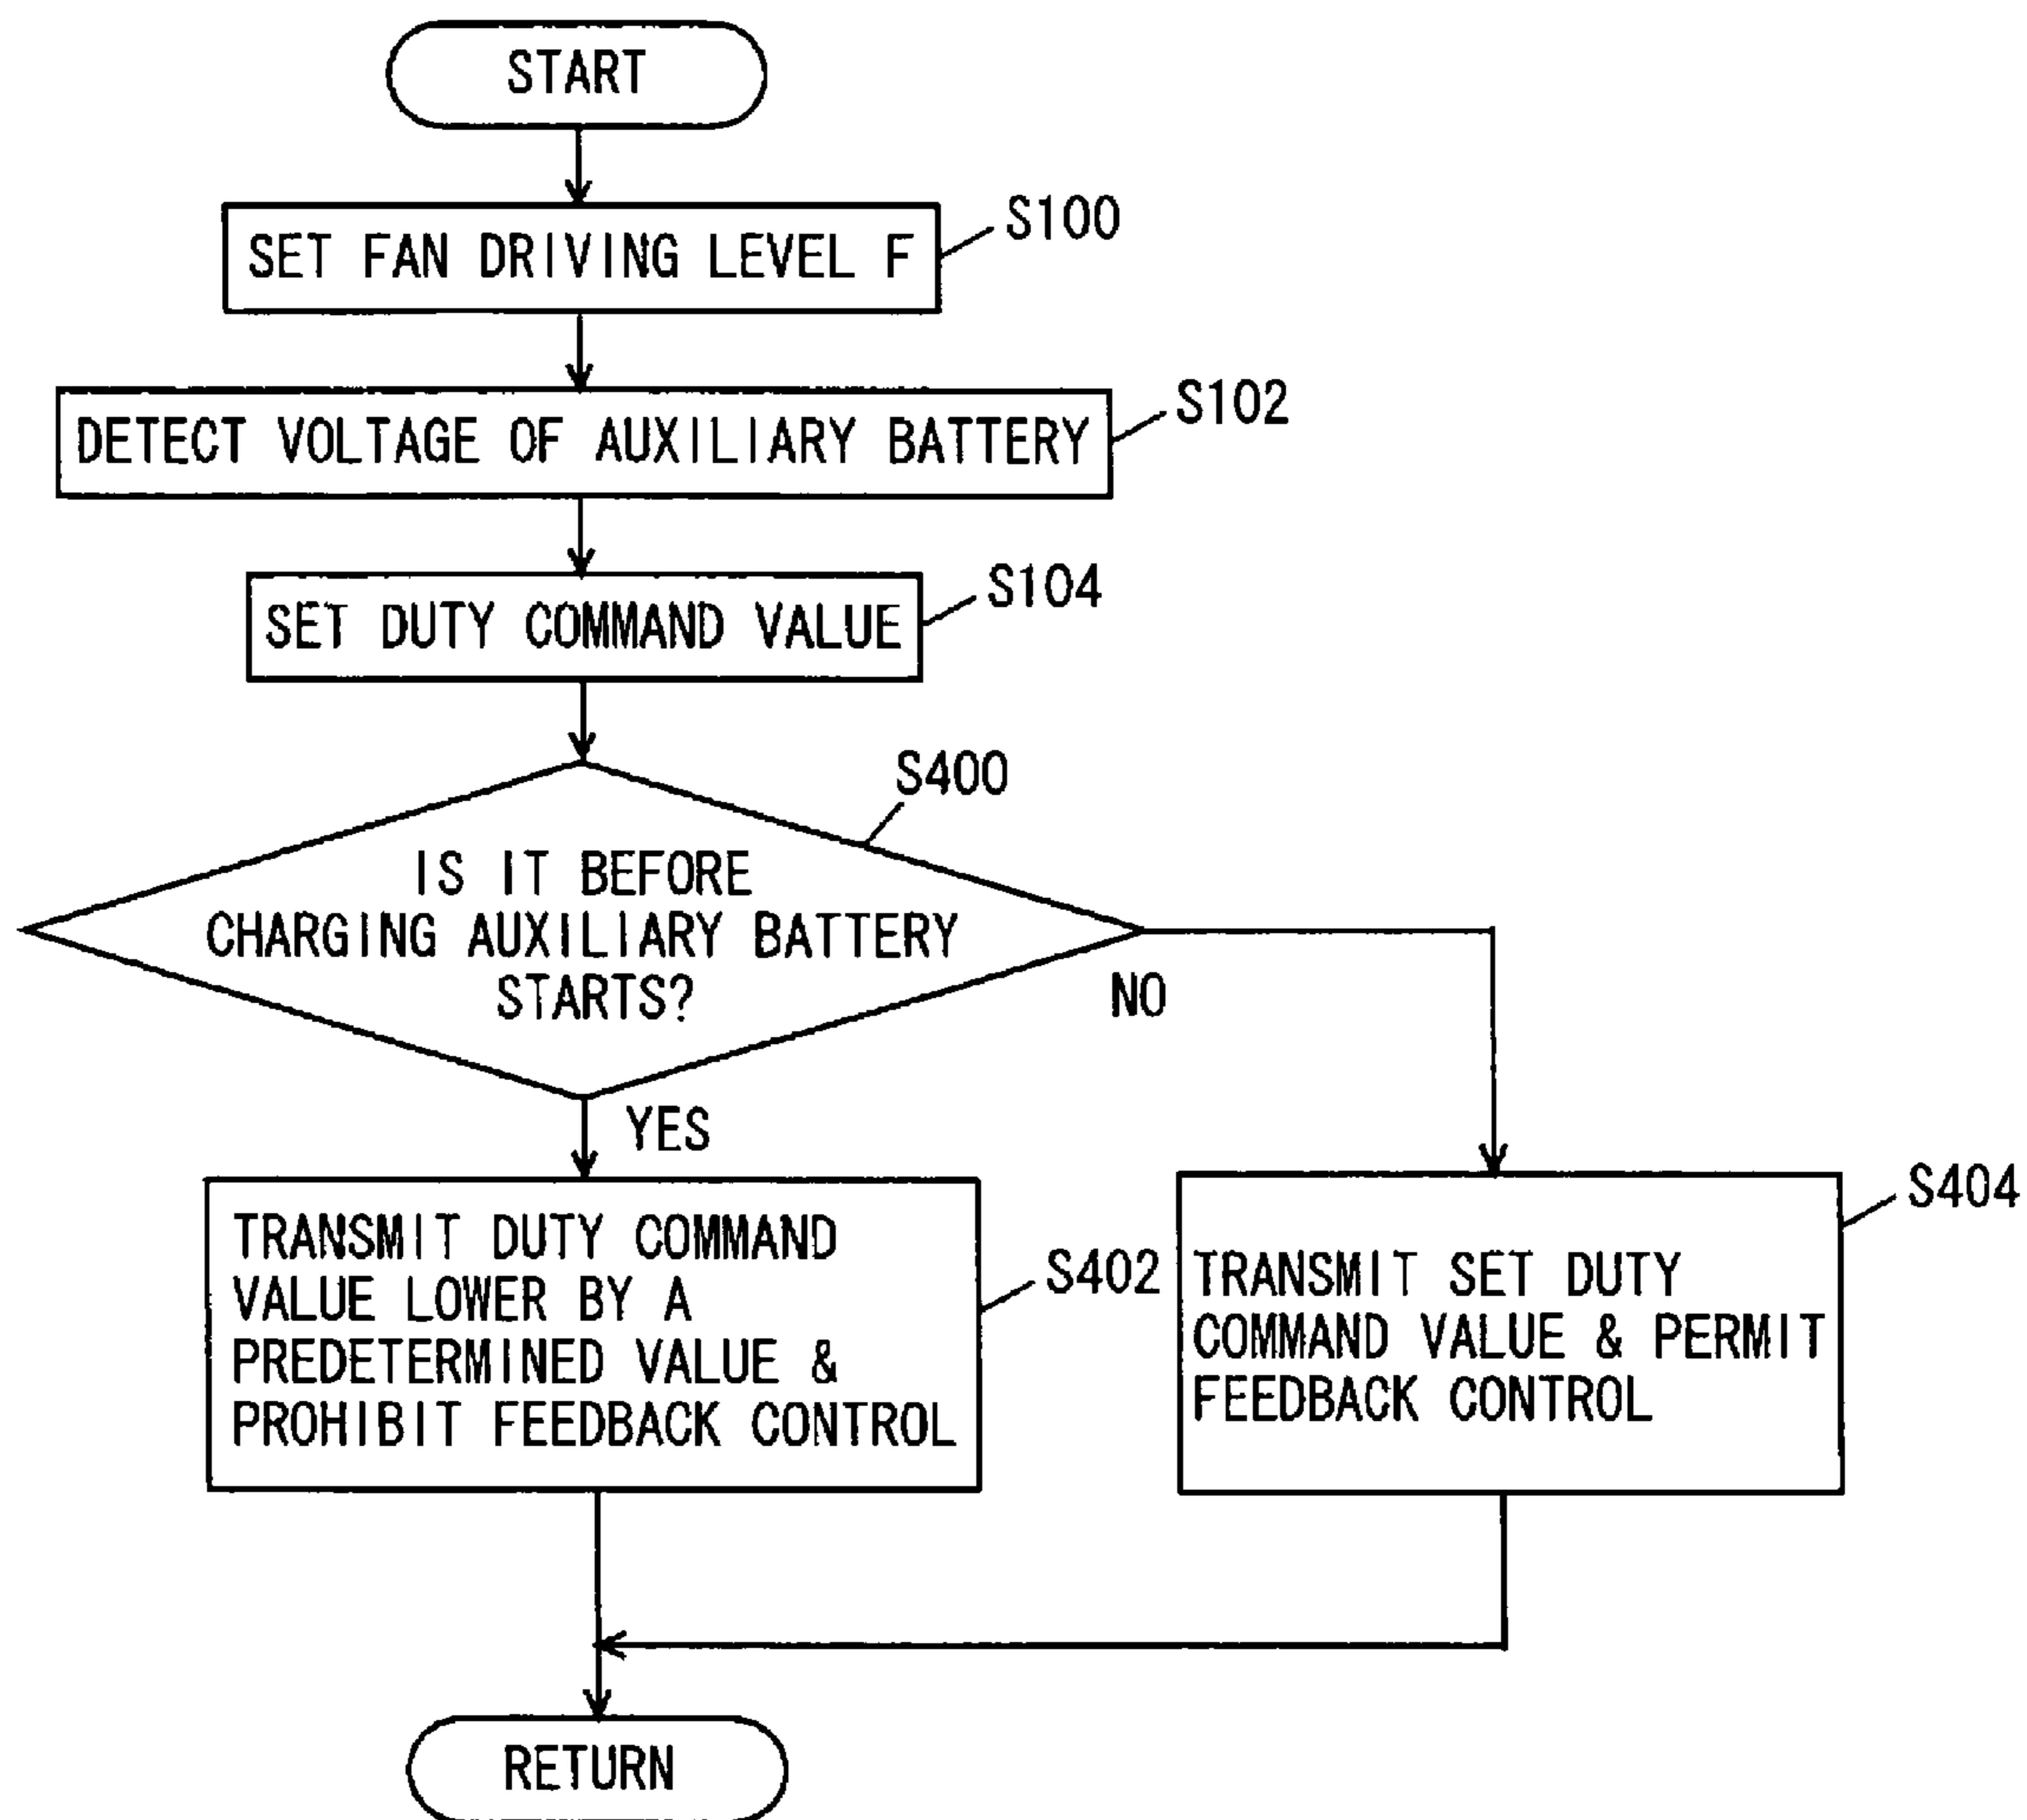 START
SET FAN DRIVING LEVEL F
S100
DETECT VOLTAGE OF AUXILIARY BATTERY
S102
SET DUTY COMMAND VALUE
S104
S400
IS IT BEFORE
CHARGING AUXILIARY BATTERY
STARTS?
NO
YES
TRANSMIT DUTY COMMAND
VALUE LOWER BY A
PREDETERMINED VALUE &
PROHIBIT FEEDBACK CONTROL
S402
TRANSMIT SET DUTY
COMMAND VALUE & PERMIT
FEEDBACK CONTROL
S404
RETURN